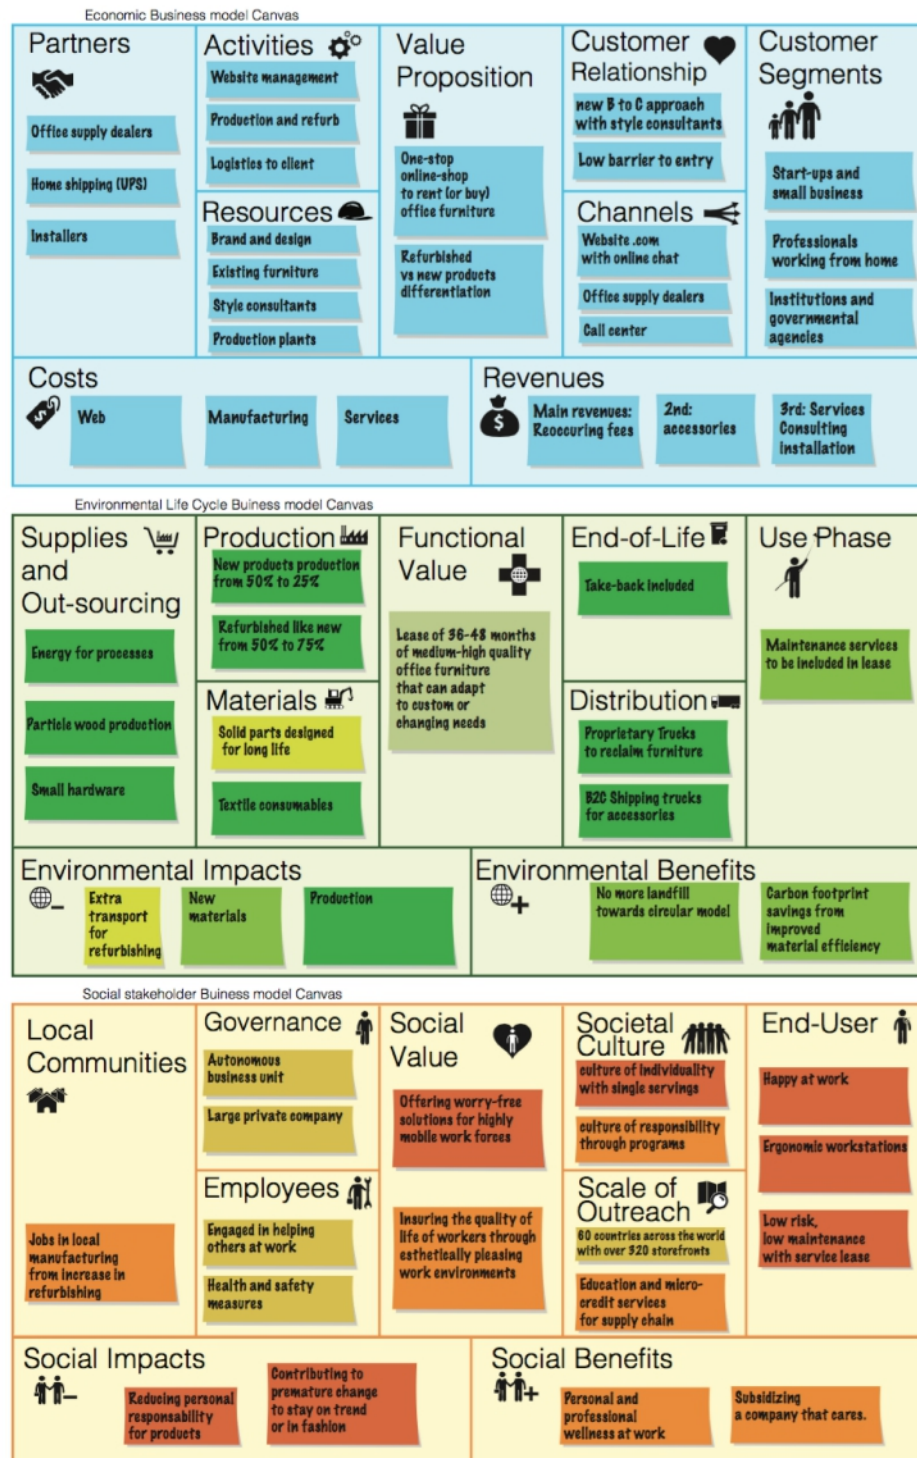 Economic Business model Canvas
Partners
Office supply dealers
Home shipping (UPS)
Installers
Activities
Website management
Production and refurb
Logistics to client
Resources
Brand and design
Existing furniture
Style consultants
Production plants
Value
Proposition
One-stop
online-shop
to rent (or buy)
office furniture
Refurbished
vs new products
differentiation
Customer
Relationship
new B to C approach
with style consultants
Low barrier to entry
Channels
Website .com
with online chat
Office supply dealers
Call center
Customer
Segments
Start-ups and
small business
Professionals
working from home
Institutions and
governmental
agencies
Costs
$
Web
Manufacturing
Services
Revenues
$
Main revenues:
Reoccuring fees
2nd:
accessories
3rd: Services
Consulting
installation
Environmental Life Cycle Buiness model Canvas
Supplies
and
Out-sourcing
Energy for processes
Particle wood production
Small hardware
Production
New products production
from 50% to 25%
Refurbished like new
from 50% to 75%
Materials
Solid parts designed
for long life
Textile consumables
Functional
Value
Lease of 36-48 months
of medium-high quality
office furniture
that can adapt
to custom or
changing needs
End-of-Life
Take-back included
Distribution
Proprietary Trucks
to reclaim furniture
B2C Shipping trucks
for accessories
Use Phase
Maintenance services
to be included in lease
Environmental Impacts
Extra
transport
for
refurbishing
New
materials
Production
Environmental Benefits
No more landfill
towards circular model
Carbon footprint
savings from
improved
material efficiency
Social stakeholder Buiness model Canvas
Local
Communities
Jobs in local
manufacturing
from increase in
refurbishing
Governance
Autonomous
business unit
Large private company
Employees
Engaged in helping
others at work
Health and safety
measures
Social
Value
Offering worry-free
solutions for highly
mobile work forces
Insuring the quality of
life of workers through
esthetically pleasing
work environments
Societal
Culture
culture of individuality
with single servings
culture of responsibility
through programs
Scale of
Outreach
60 countries across the world
with over 320 storefronts
Education and micro-
credit services
for supply chain
End-User
Happy at work
Ergonomic workstations
Low risk,
low maintenance
with service lease
Social Impacts
Reducing personal
responsability
for products
Contributing to
premature change
to stay on trend
or in fashion
Social Benefits
Personal and
professional
wellness at work
Subsidizing
a company that cares.